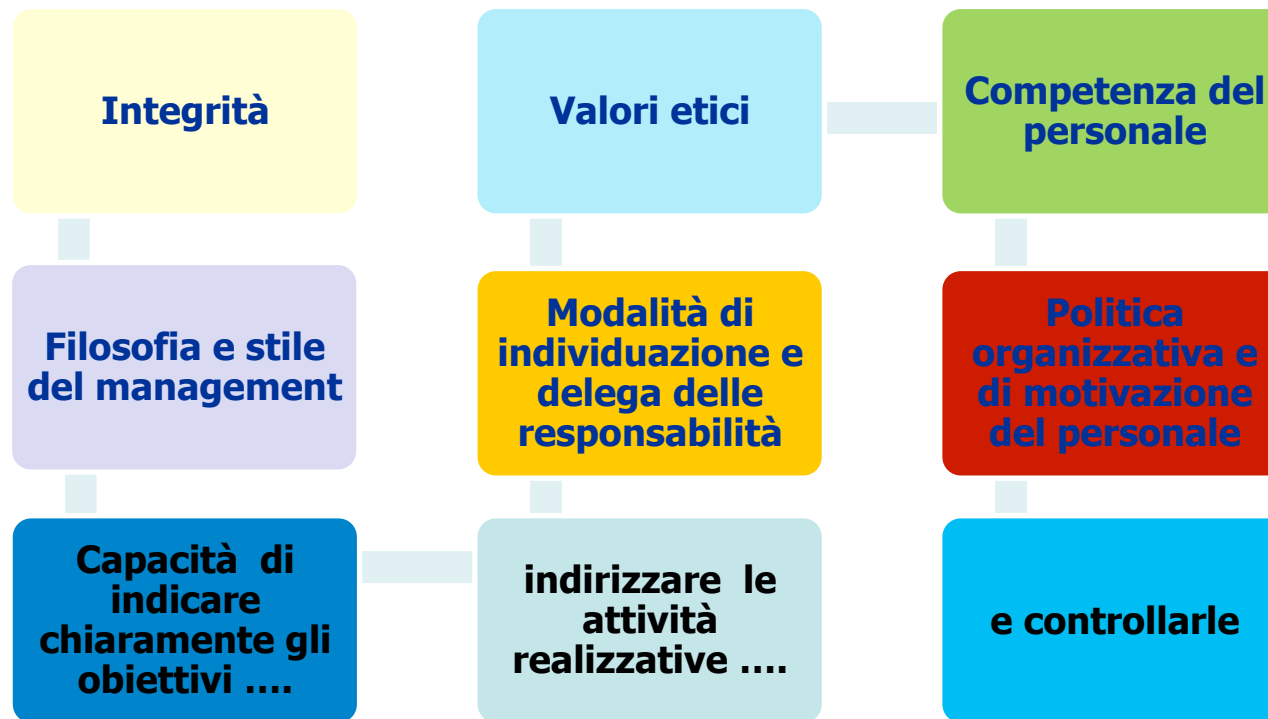 Integrità
Valori etici
Competenza del
personale
Filosofia e stile
del management
Modalità di
individuazione e
delega delle
responsabilità
Politica
organizzativa e
di motivazione
del personale
Capacità  di
indicare
chiaramente gli
obiettivi ....
indirizzare  le
attività
realizzative ....
e controllarle